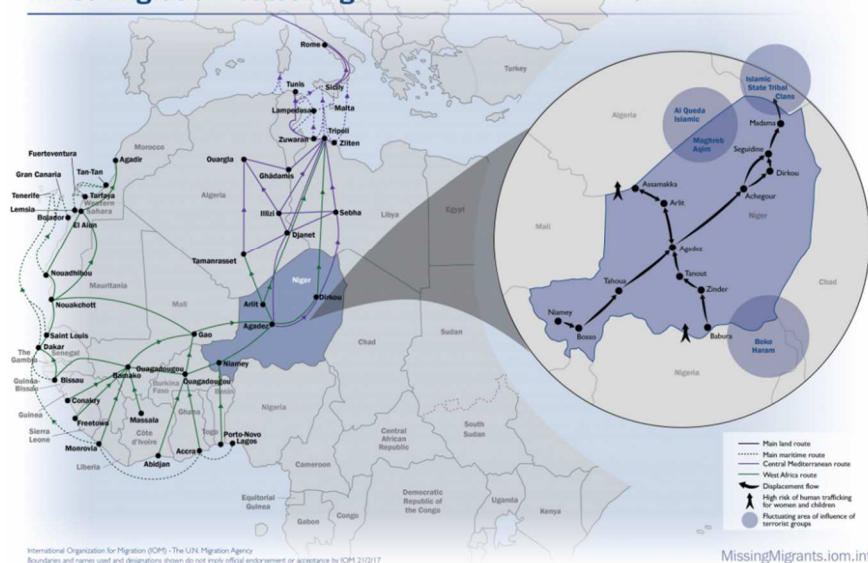 Rome
Turkey
Tunis
Sicily
Lampedusa
Malta
Zuwaran
Tripoli
Zliten
Morocco
Agadir
Fuerteventura
Tan-Tan
Gran Canaria
Tenerife
Tarfaya
Western
Sahara
Lemsia
Bojador
El Aiun
Ouargla
Ghādamis
Algeria
Libya
Egypt
Illizi
Sebha
Djanet
Tamanrasset
Nouadhibou
Mauritania
Nouakchott
Mali
Niger
Arlit
Dirkou
Agadez
Gao
Chad
Sudan
Saint Louis
Dakar
The
Gambia
Senegal
Bissau
Guinea-
Bissau
Bamako
Ouagadougou
Ouagadougou
Burkina
Faso
Niamey
Benin
Nigeria
Guinea
Conakry
Freetown
Massala
Sierra
Leone
Côte
d'Ivoire
Ghana
Togo
Porto-Novo
Lagos
Monrovia
Liberia
Abidjan
Accra
Central
African
Republic
South
Sudan
Cameroon
Equitorial
Guinea
Gabon
Congo
Democratic
Republic of
the Congo
Uganda
Kenya
Islamic
State Tribal
Clans
Al Queda
Islamic
Maghreb
Aqim
Algeria
Madama
Seguidine
Dirkou
Achegour
Assamakka
Arlit
Niger
Mali
Agadez
Tahoua
Tanout
Zinder
Chad
Niamey
Bosso
Babura
Boko
Haram
Nigeria
Main land route
Main maritime route
Central Mediterranean route
West Africa route
Displacement flow
High risk of human trafficking
for women and children
Fluctuating area of influence of
terrorist groups
International Organization for Migration (IOM) - The U.N. Migration Agency
Boundaries and names used and designations shown do not imply official endorsement or acceptance by IOM. 21/2/17
MissingMigrants.iom.int